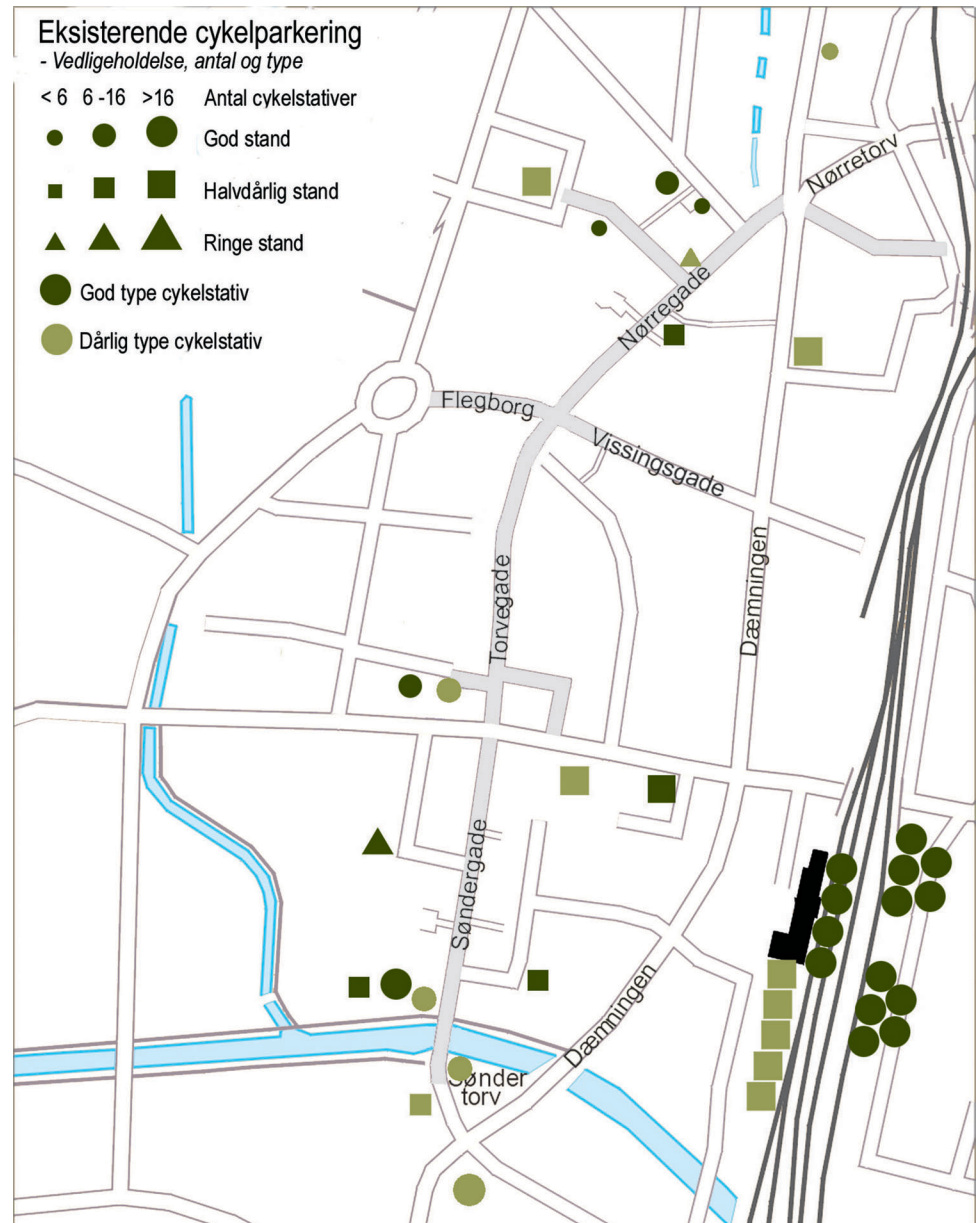 Eksisterende cykelparkering
- Vedligeholdelse, antal og type
< 6 6 -16 >16 Antal cykelstativer
God stand
Halvdårlig stand
Ringe stand
God type cykelstativ
Dårlig type cykelstativ
Nørretorv
Nørregade
Flegborg
Vissingsgade
Dæmningen
Torvegade
Søndergade
Dæmningen
Sønder
torv